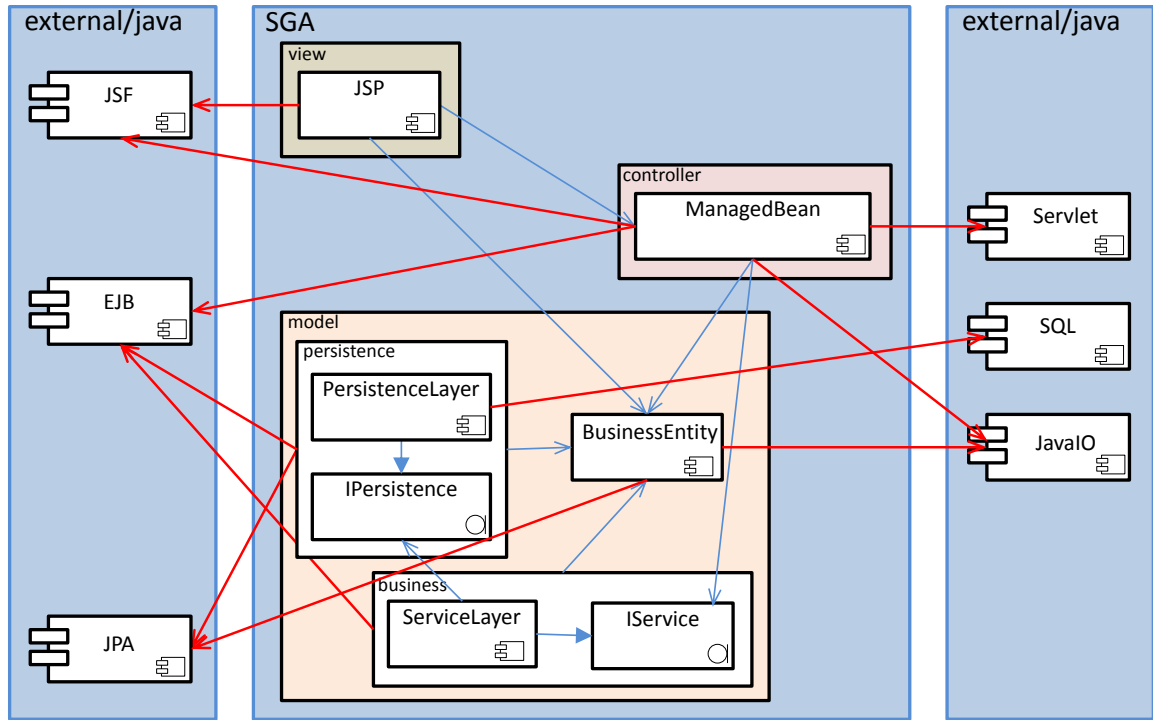 external/java
SGA
external/java
view
JSF
JSP
controller
ManagedBean
Servlet
EJB
model
SQL
persistence
PersistenceLayer
BusinessEntity
JavaIO
IPersistence
business
ServiceLayer
IService
JPA